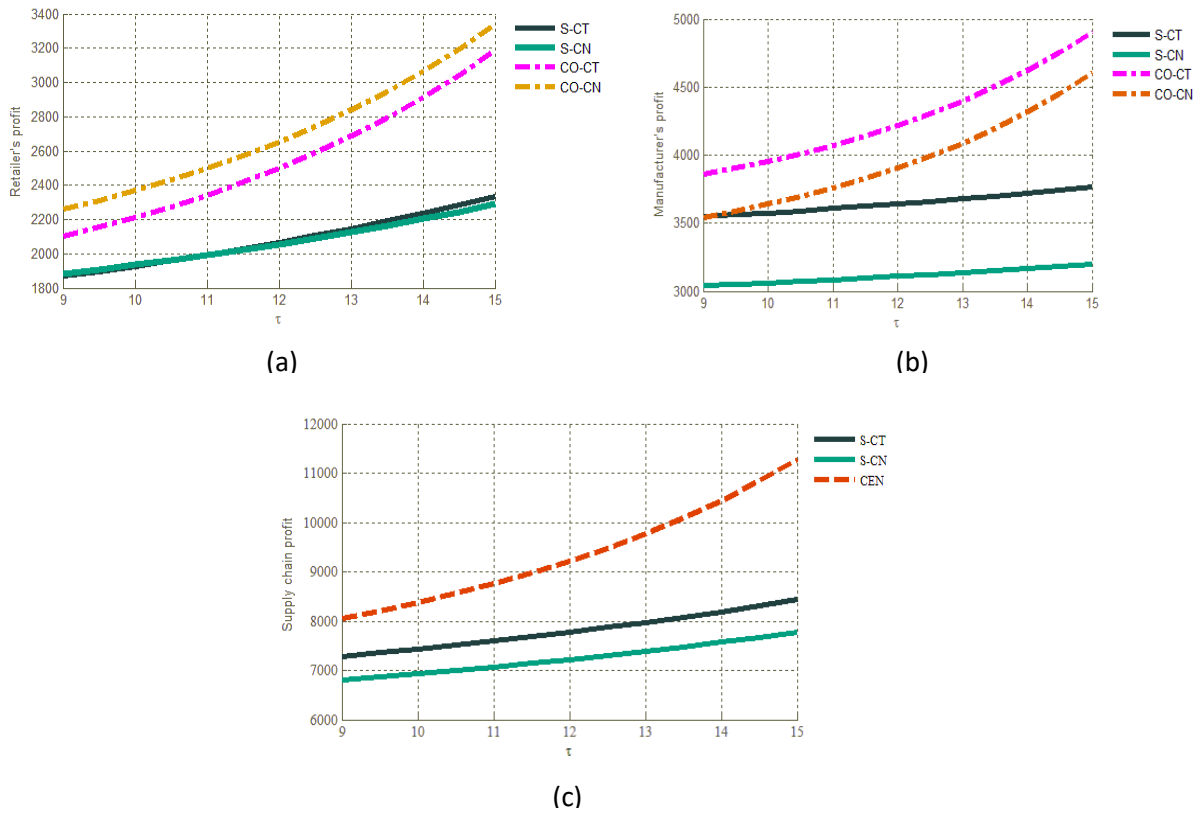 3400
3200
3000
2800
2600
2400
2200
2000
1800
Retailer's profit
9 10 11 12 13 14 15
τ
S-CT
S-CN
CO-CT
CO-CN
(a)
5000
4500
4000
3500
3000
Manufacturer's profit
9 10 11 12 13 14 15
τ
S-CT
S-CN
CO-CT
CO-CN
(b)
12000
11000
10000
9000
8000
7000
6000
Supply chain profit
9 10 11 12 13 14 15
τ
S-CT
S-CN
CEN
(c)